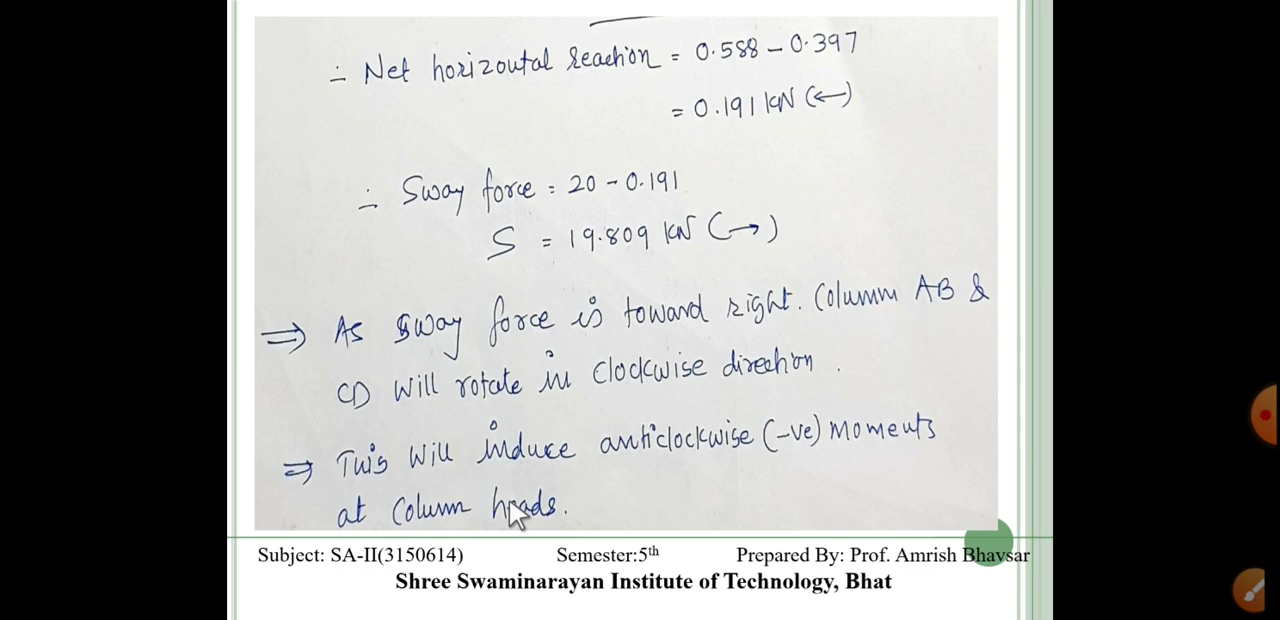 ∴ Net horizoutal reaction = 0.588 - 0.397
= 0.191 kN (←)
∴ Sway force = 20 - 0.191
S = 19.809 kN (→)
⇒ As sway force is toward right. Column AB &
CD will rotate in clockwise direction.
⇒ This will induce anticlockwise (-ve) moments
at column heads.
Subject: SA-II(3150614) Semester:5th Prepared By: Prof. Amrish Bhavsar
Shree Swaminarayan Institute of Technology, Bhat